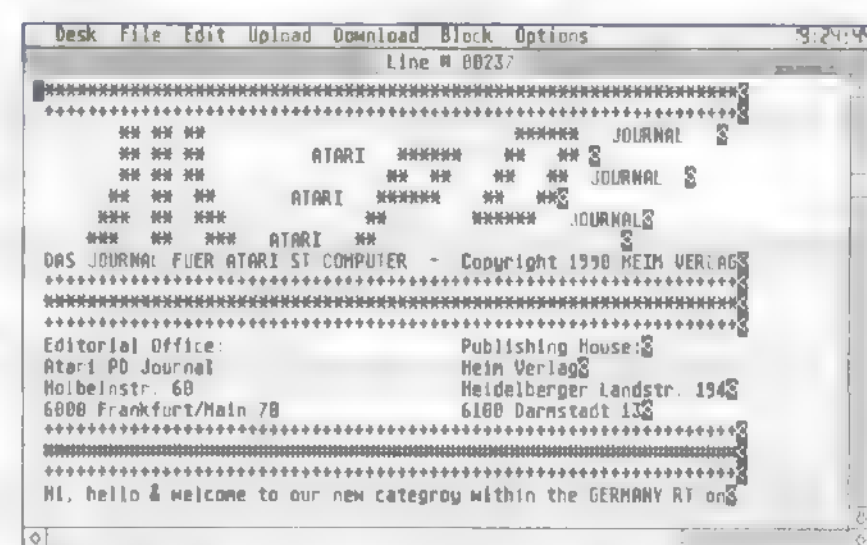 Desk File Edit Upload Download Block Options 9:24:44
Line # 00237
JOURNAL
ATARI
JOURNAL
ATARI
JOURNAL
ATARI
DAS JOURNAL FUER ATARI ST COMPUTER - Copyright 1990 HEIM VERLAG
Editorial Office: Publishing House:
Atari PD Journal Heim Verlag
Holbeinstr. 60 Heidelberger Landstr. 194
6000 Frankfurt/Main 70 6100 Darmstadt 13
Hi, hello & welcome to our new categroy within the GERMANY RT on